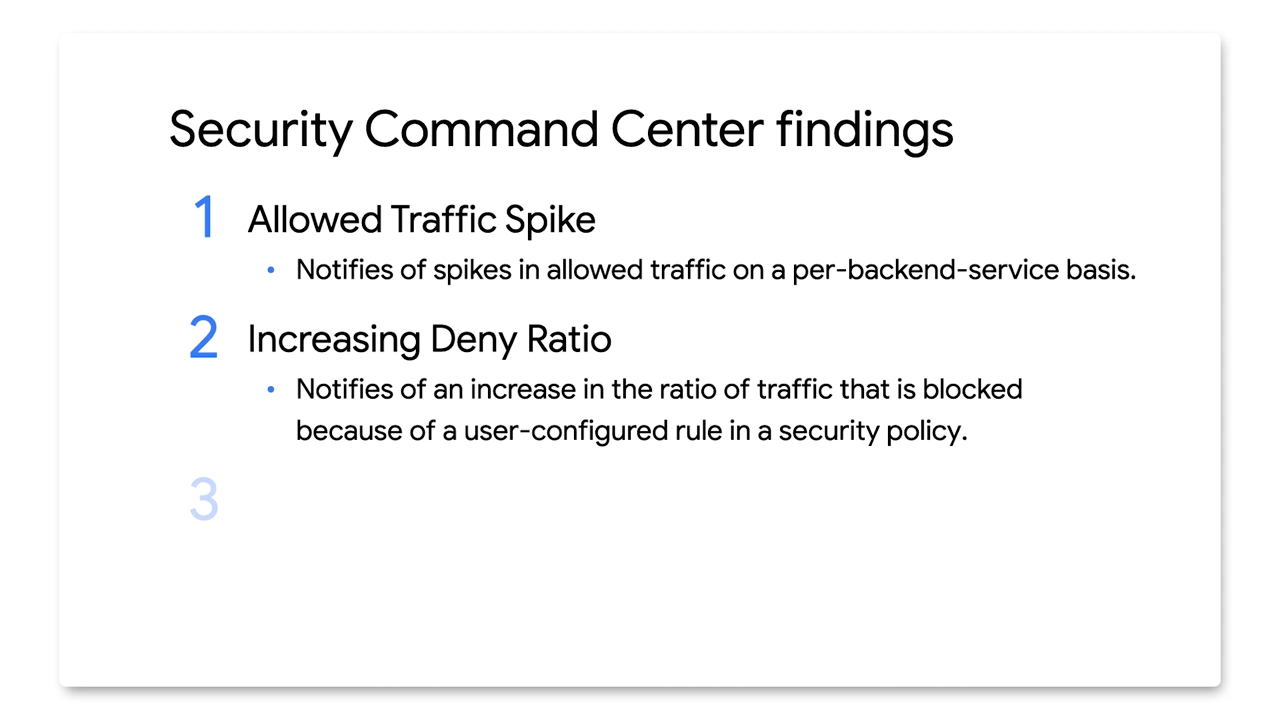 Security Command Center findings
1 Allowed Traffic Spike
• Notifies of spikes in allowed traffic on a per-backend-service basis.
2 Increasing Deny Ratio
• Notifies of an increase in the ratio of traffic that is blocked
because of a user-configured rule in a security policy.
3